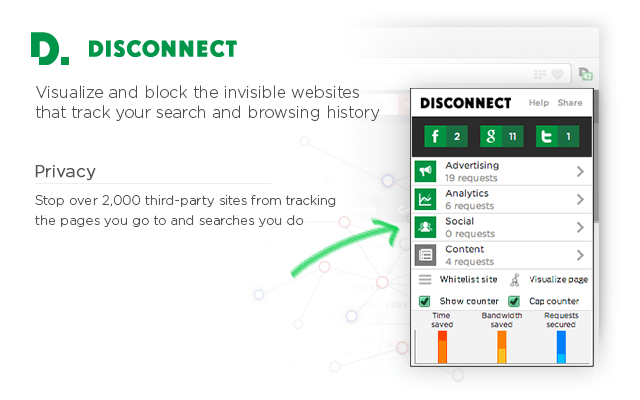 D. DISCONNECT
Visualize and block the invisible websites
that track your search and browsing history
Privacy
Stop over 2,000 third-party sites from tracking
the pages you go to and searches you do
DISCONNECT Help Share
f 2 g 11 t 1
Advertising
19 requests
Analytics
6 requests
Social
0 requests
Content
4 requests
Whitelist site Visualize page
Show counter Cap counter
Time Bandwidth Requests
saved saved secured